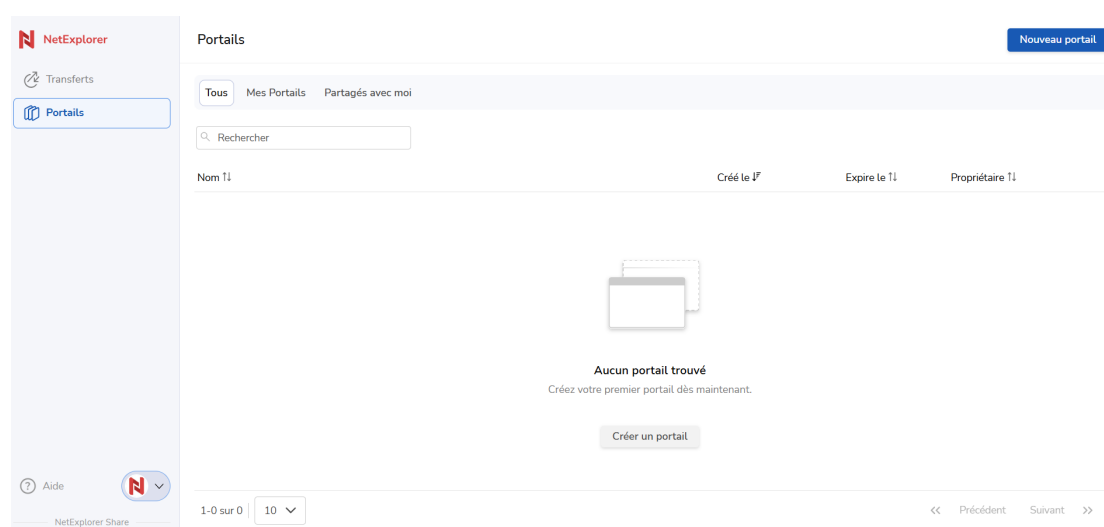 NetExplorer
Portails
Nouveau portail
Transferts
Portails
Tous Mes Portails Partagés avec moi
Rechercher
Nom Créé le Expire le Propriétaire
Aucun portail trouvé
Créez votre premier portail dès maintenant.
Créer un portail
Aide
1-0 sur 0 10 Précédent Suivant
NetExplorer Share